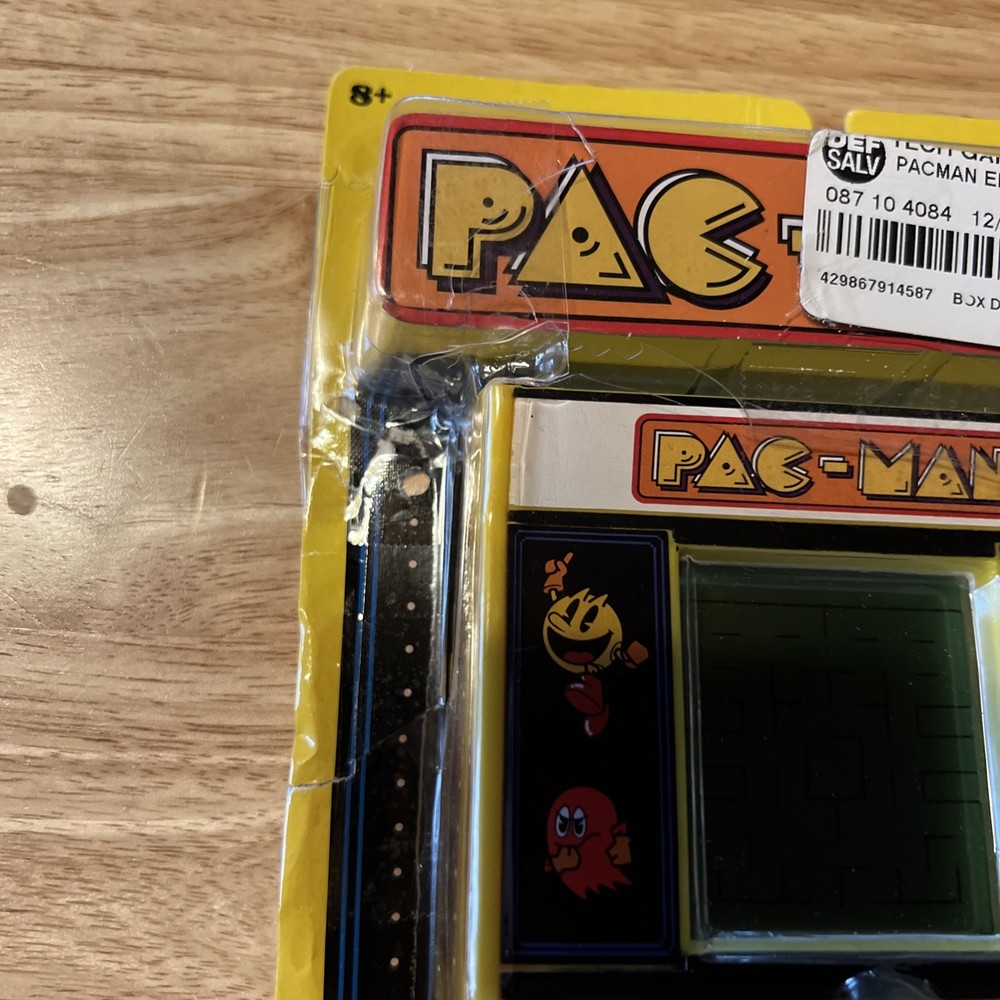 8+
PAC-
DEF
SALV
PACMAN
087 10 4084 12/
429867914587 BOX
PAC-MAN